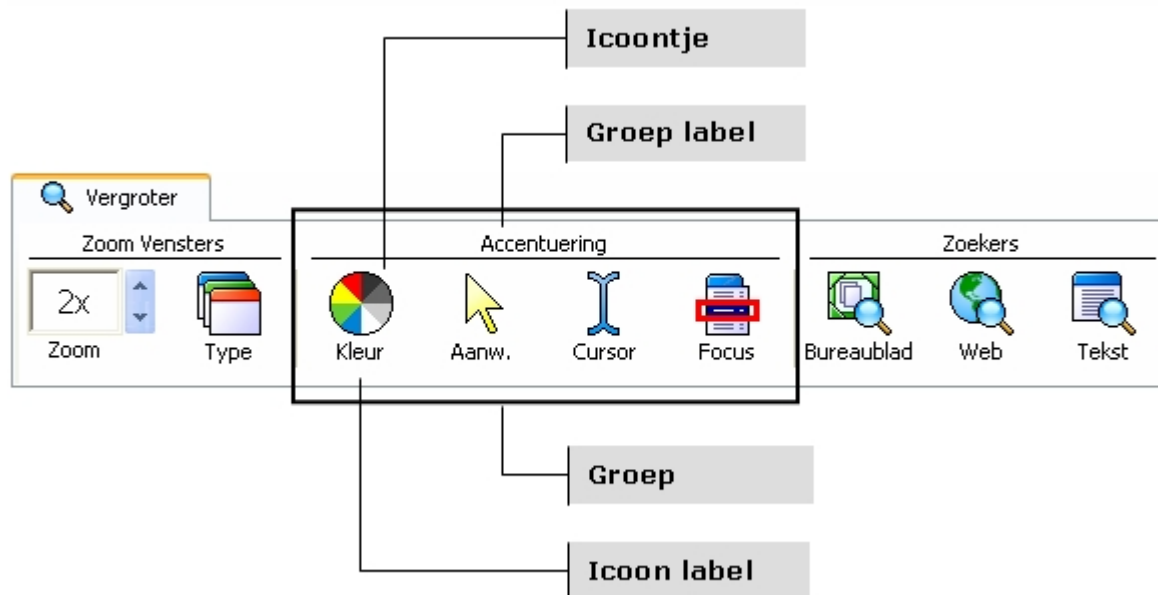 Icoontje
Groep label
Vergroter
Zoom Vensters
Accentuering
Zoekers
2x
Zoom
Type
Kleur
Aanw.
Cursor
Focus
Bureaublad
Web
Tekst
Groep
Icoon label